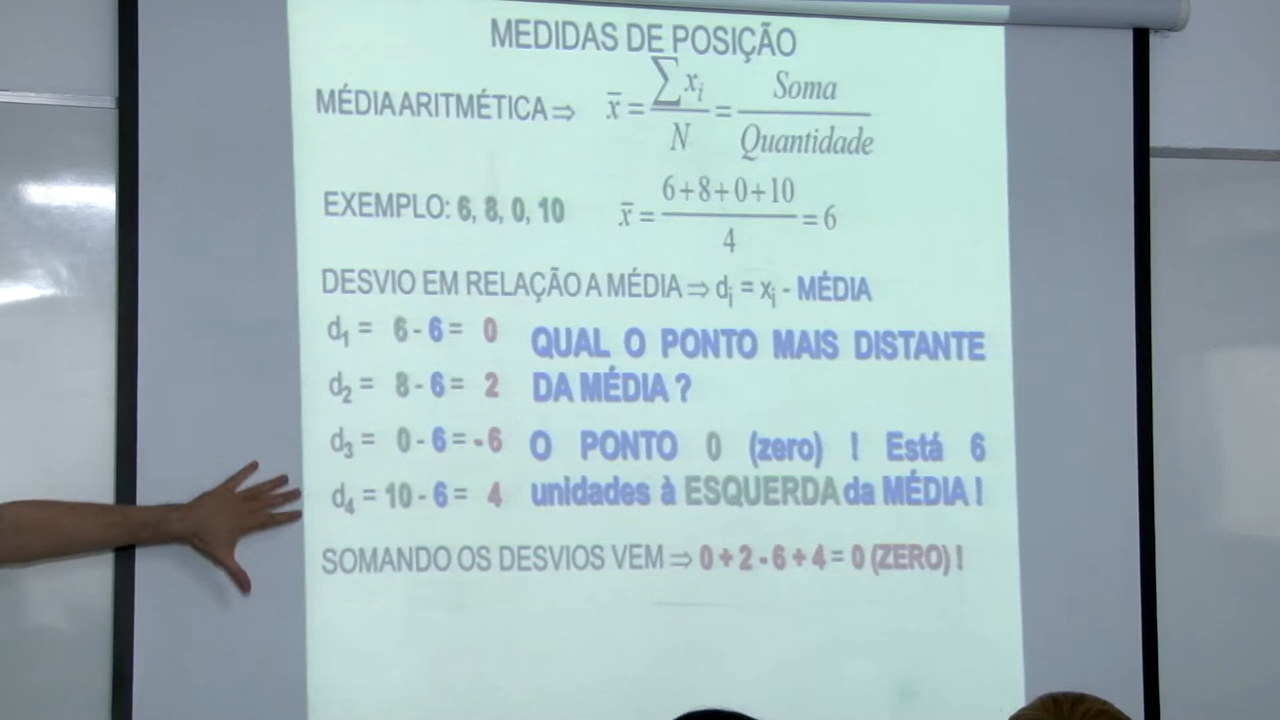 MEDIDAS DE POSIÇÃO
MÉDIA ARITMÉTICA ⇒ x̄ = ∑xᵢ / N = Soma / Quantidade
EXEMPLO: 6, 8, 0, 10 x̄ = 6+8+0+10 / 4 = 6
DESVIO EM RELAÇÃO A MÉDIA ⇒ dᵢ = xᵢ - MÉDIA
d₁ = 6 - 6 = 0 QUAL O PONTO MAIS DISTANTE
d₂ = 8 - 6 = 2 DA MÉDIA ?
d₃ = 0 - 6 = - 6 O PONTO 0 (zero) ! Está 6
d₄ = 10 - 6 = 4 unidades à ESQUERDA da MÉDIA !
SOMANDO OS DESVIOS VEM ⇒ 0 + 2 - 6 + 4 = 0 (ZERO) !